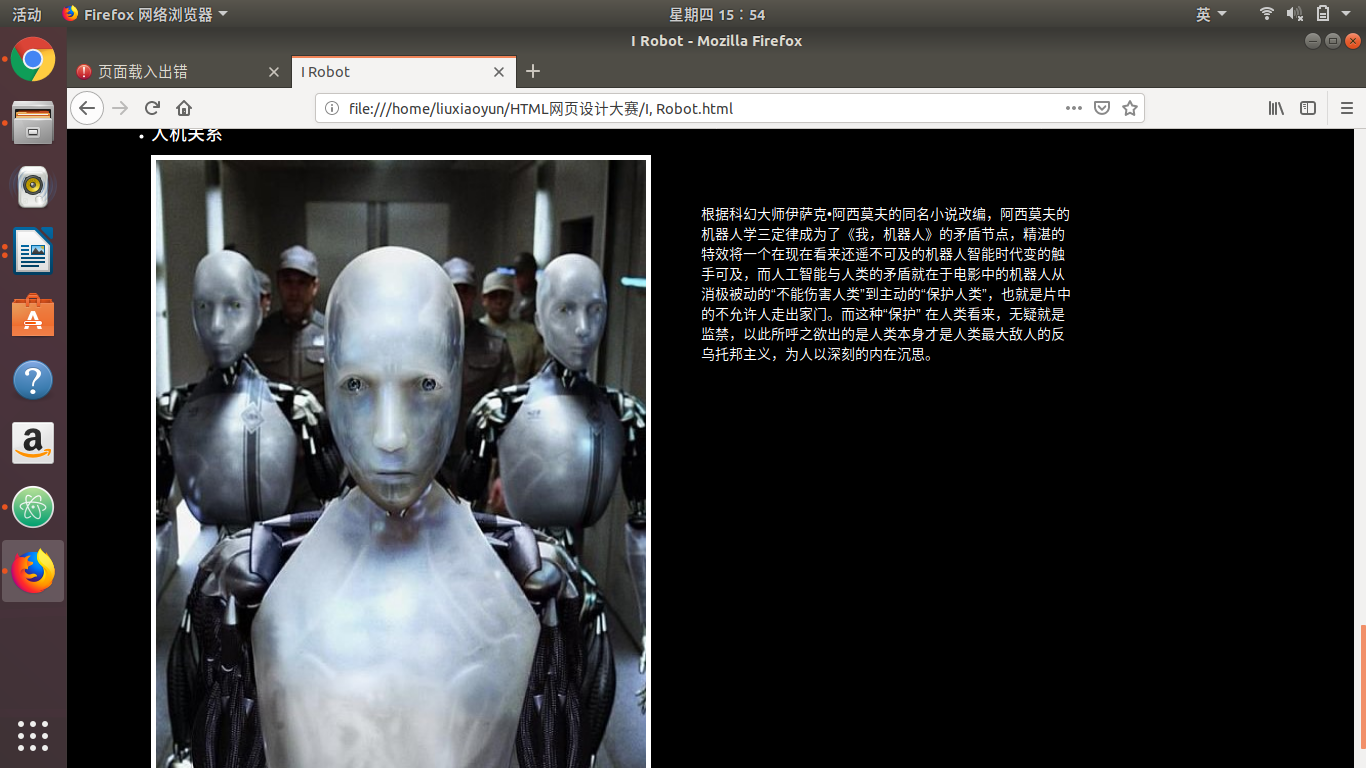 活动
Firefox 网络浏览器
星期四 15：54
英
I Robot - Mozilla Firefox
页面载入出错
I Robot
file:///home/liuxiaoyun/HTML网页设计大赛/I, Robot.html
人机关系
根据科幻大师伊萨克•阿西莫夫的同名小说改编，阿西莫夫的
机器人学三定律成为了《我，机器人》的矛盾节点，精湛的
特效将一个在现在看来还遥不可及的机器人智能时代变的触
手可及，而人工智能与人类的矛盾就在于电影中的机器人从
消极被动的“不能伤害人类”到主动的“保护人类”，也就是片中
的不允许人走出家门。而这种“保护” 在人类看来，无疑就是
监禁，以此所呼之欲出的是人类本身才是人类最大敌人的反
乌托邦主义，为人以深刻的内在沉思。